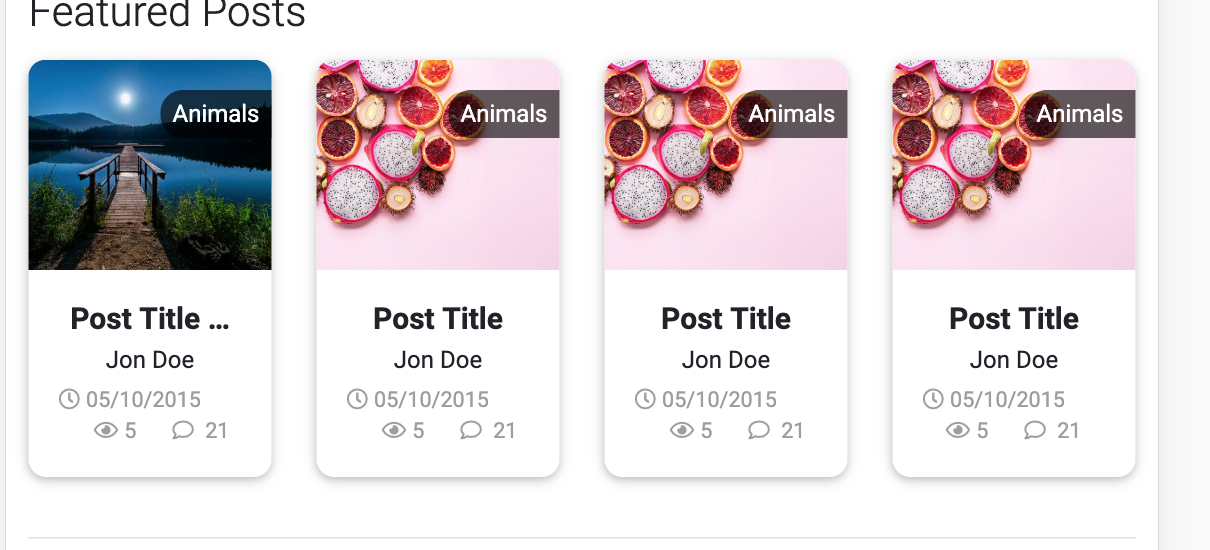 Featured Posts
Animals
Post Title ...
Jon Doe
05/10/2015
5 21
Animals
Post Title
Jon Doe
05/10/2015
5 21
Animals
Post Title
Jon Doe
05/10/2015
5 21
Animals
Post Title
Jon Doe
05/10/2015
5 21